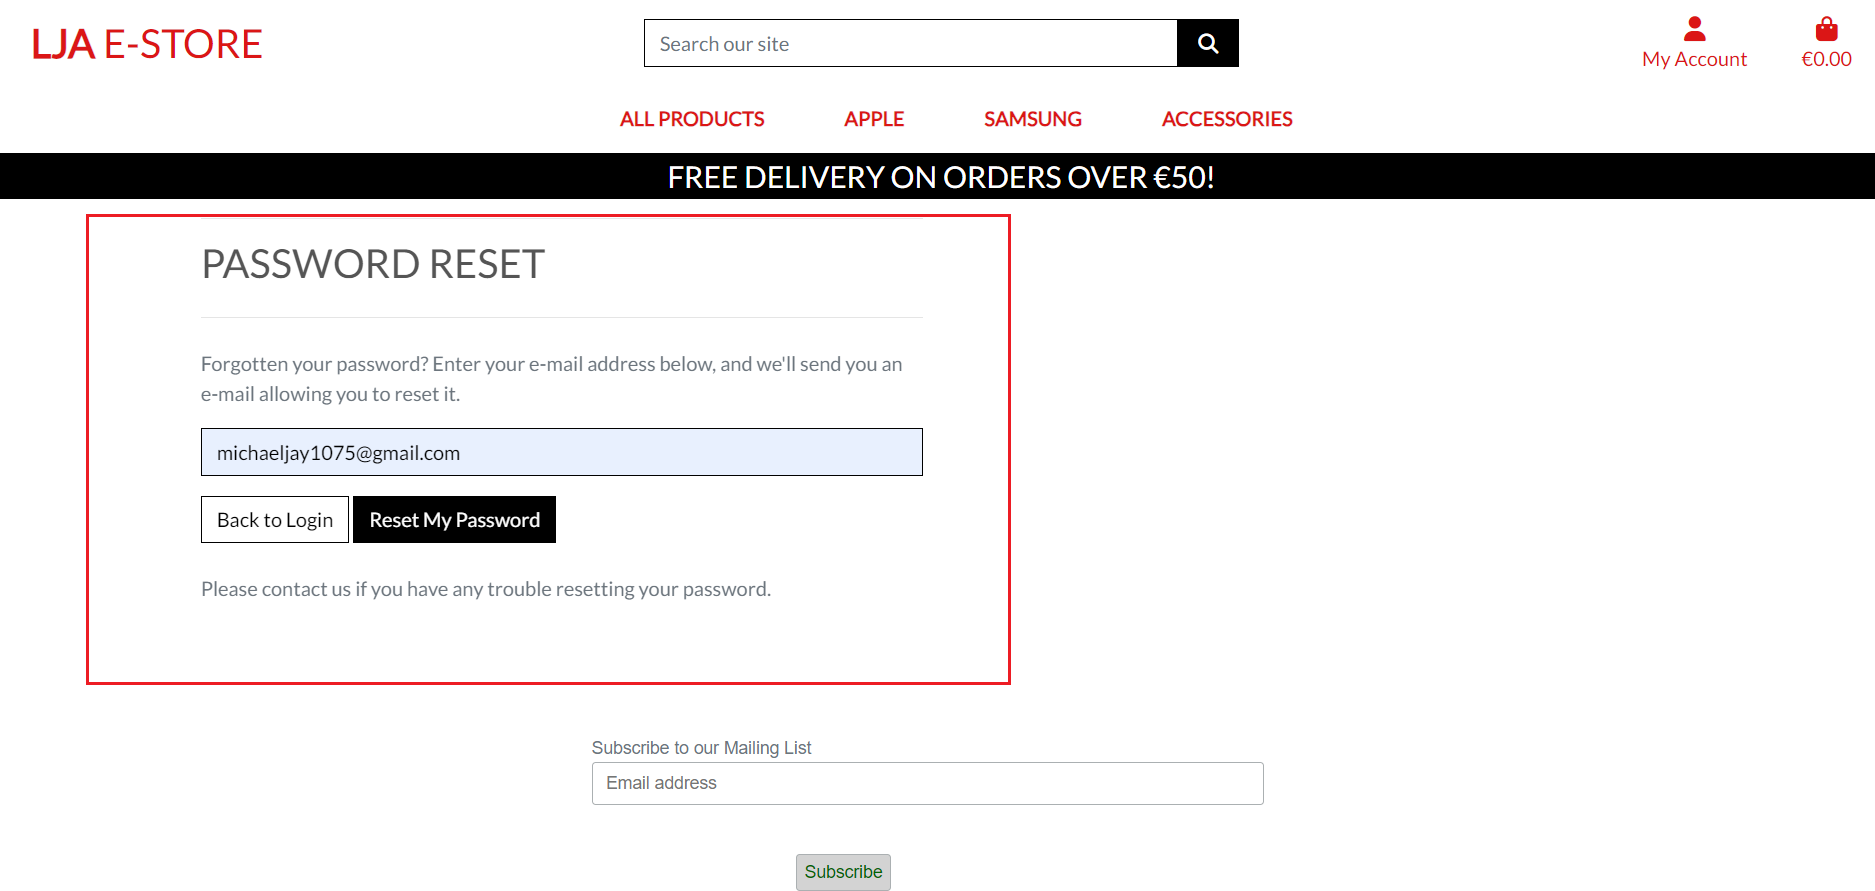 LJA E-STORE
Search our site
My Account
€0.00
ALL PRODUCTS
APPLE
SAMSUNG
ACCESSORIES
FREE DELIVERY ON ORDERS OVER €50!
PASSWORD RESET
Forgotten your password? Enter your e-mail address below, and we'll send you an
e-mail allowing you to reset it.
michaeljay1075@gmail.com
Back to Login
Reset My Password
Please contact us if you have any trouble resetting your password.
Subscribe to our Mailing List
Email address
Subscribe